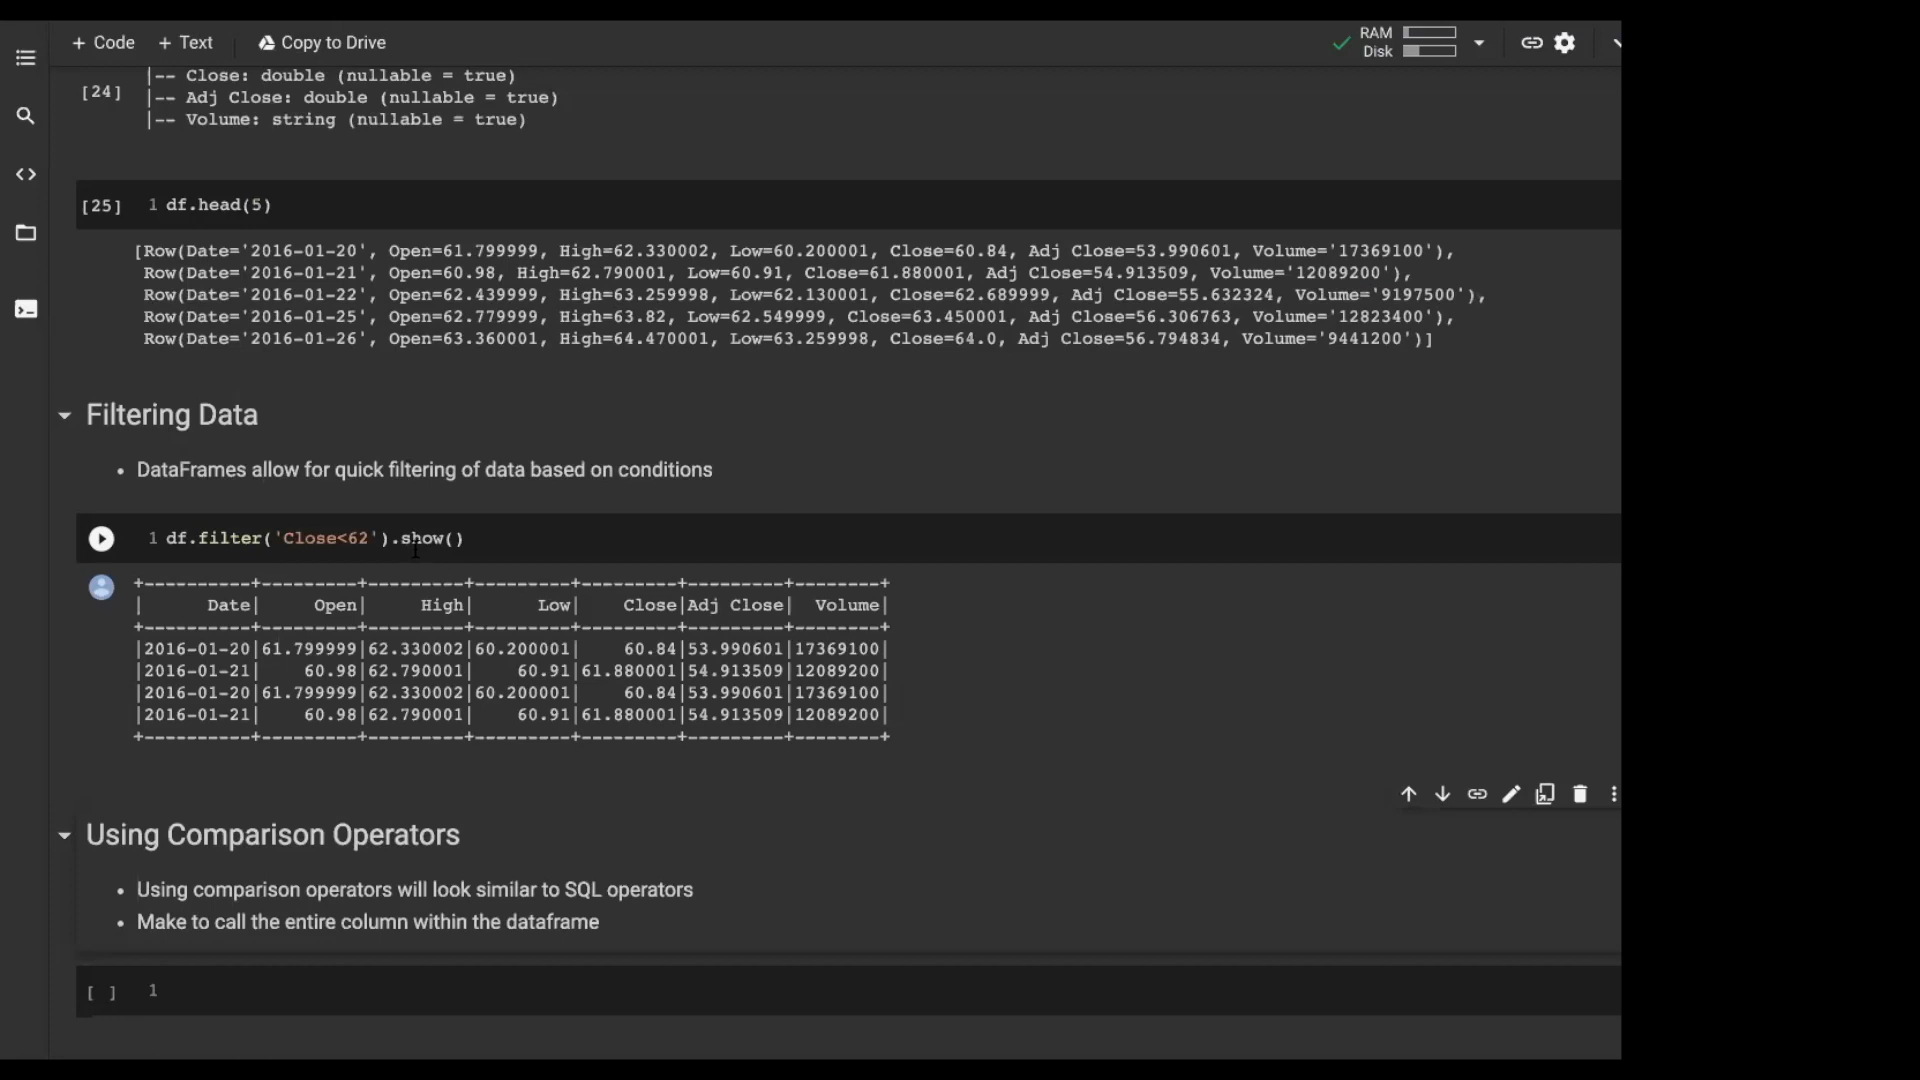 + Code + Text Copy to Drive RAM
Disk
|-- Close: double (nullable = true)
[24] |-- Adj Close: double (nullable = true)
|-- Volume: string (nullable = true)
[25] 1 df.head(5)
[Row(Date='2016-01-20', Open=61.799999, High=62.330002, Low=60.200001, Close=60.84, Adj Close=53.990601, Volume='17369100'),
Row(Date='2016-01-21', Open=60.98, High=62.790001, Low=60.91, Close=61.880001, Adj Close=54.913509, Volume='12089200'),
Row(Date='2016-01-22', Open=62.439999, High=63.259998, Low=62.130001, Close=62.689999, Adj Close=55.632324, Volume='9197500'),
Row(Date='2016-01-25', Open=62.779999, High=63.82, Low=62.549999, Close=63.450001, Adj Close=56.306763, Volume='12823400'),
Row(Date='2016-01-26', Open=63.360001, High=64.470001, Low=63.259998, Close=64.0, Adj Close=56.794834, Volume='9441200')]
Filtering Data
• DataFrames allow for quick filtering of data based on conditions
1 df.filter('Close<62').show()
+----------+---------+---------+---------+---------+---------+--------+
|      Date|     Open|     High|      Low|    Close|Adj Close|  Volume|
+----------+---------+---------+---------+---------+---------+--------+
|2016-01-20|61.799999|62.330002|60.200001|    60.84|53.990601|17369100|
|2016-01-21|    60.98|62.790001|    60.91|61.880001|54.913509|12089200|
|2016-01-20|61.799999|62.330002|60.200001|    60.84|53.990601|17369100|
|2016-01-21|    60.98|62.790001|    60.91|61.880001|54.913509|12089200|
+----------+---------+---------+---------+---------+---------+--------+
Using Comparison Operators
• Using comparison operators will look similar to SQL operators
• Make to call the entire column within the dataframe
[ ] 1